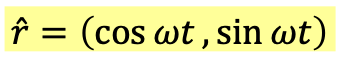 r̂ = (cos ωt , sin ωt)